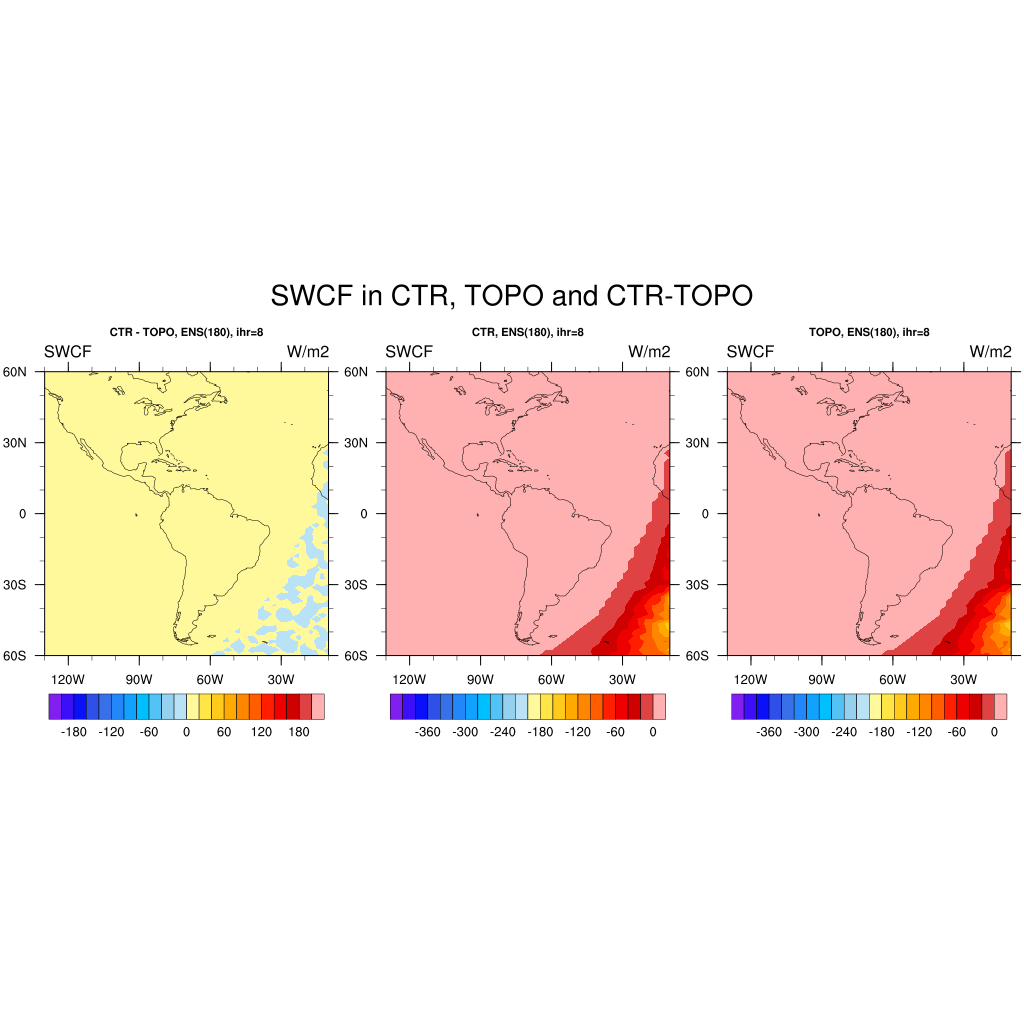 SWCF in CTR, TOPO and CTR-TOPO
CTR - TOPO, ENS(180), ihr=8
SWCF W/m2
60N
30N
0
30S
60S
120W 90W 60W 30W
-180 -120 -60 0 60 120 180
CTR, ENS(180), ihr=8
SWCF W/m2
60N
30N
0
30S
60S
120W 90W 60W 30W
-360 -300 -240 -180 -120 -60 0
TOPO, ENS(180), ihr=8
SWCF W/m2
60N
30N
0
30S
60S
120W 90W 60W 30W
-360 -300 -240 -180 -120 -60 0